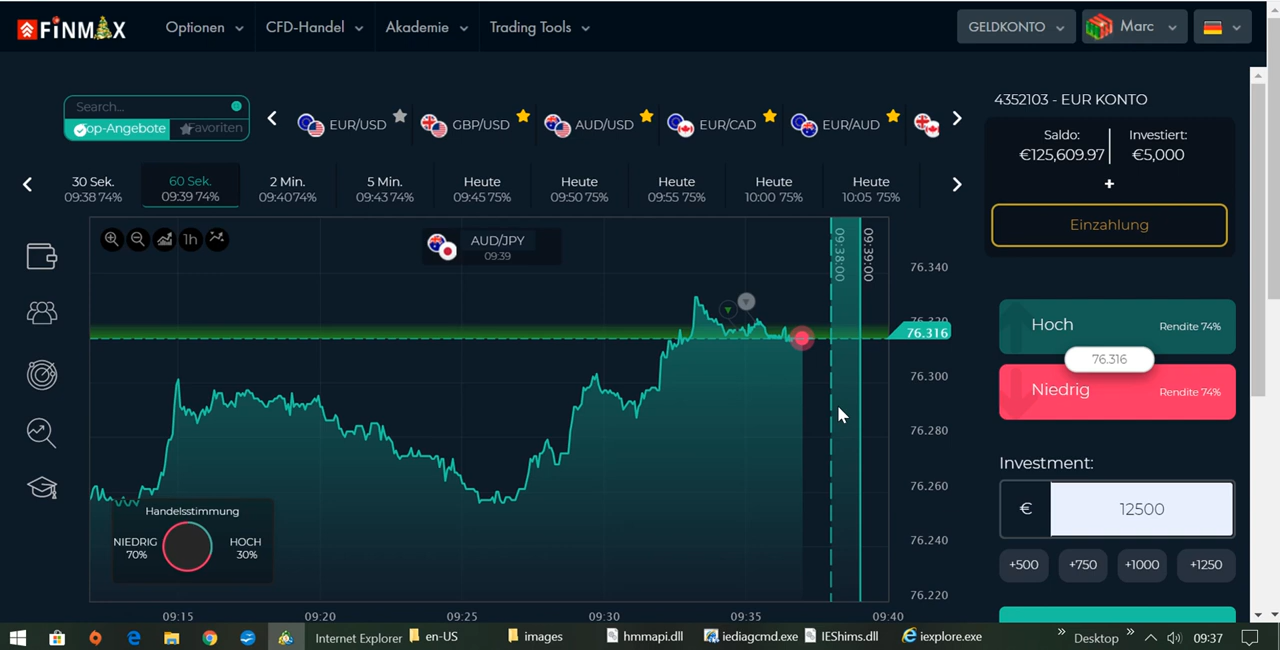 FiNMAX
Optionen
CFD-Handel
Akademie
Trading Tools
GELDKONTO
Marc
Search...
Top-Angebote
Favoriten
EUR/USD
GBP/USD
AUD/USD
EUR/CAD
EUR/AUD
4352103 - EUR KONTO
Saldo:
€125,609.97
Investiert:
€5,000
+
Einzahlung
30 Sek.
09:38 74%
60 Sek.
09:39 74%
2 Min.
09:40 74%
5 Min.
09:43 74%
Heute
09:45 75%
Heute
09:50 75%
Heute
09:55 75%
Heute
10:00 75%
Heute
10:05 75%
1h
AUD/JPY
09:39
09:38:00
09:39:00
76.340
76.320
76.316
76.300
76.280
76.260
76.240
76.220
Handelsstimmung
NIEDRIG
70%
HOCH
30%
09:15
09:20
09:25
09:30
09:35
09:40
Hoch
Rendite 74%
76.316
Niedrig
Rendite 74%
Investment:
€
12500
+500
+750
+1000
+1250
Internet Explorer
en-US
images
hmmapi.dll
iediagcmd.exe
IEShims.dll
iexplore.exe
Desktop
09:37